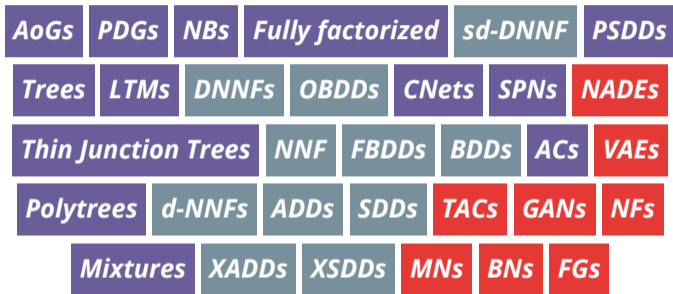 AoGs PDGs NBs Fully factorized sd-DNNF PSDDs
Trees LTMs DNNFs OBDDs CNets SPNs NADEs
Thin Junction Trees NNF FBDDs BDDs ACs VAEs
Polytrees d-NNFs ADDs SDDs TACs GANs NFs
Mixtures XADDs XSDDs MNs BNs FGs